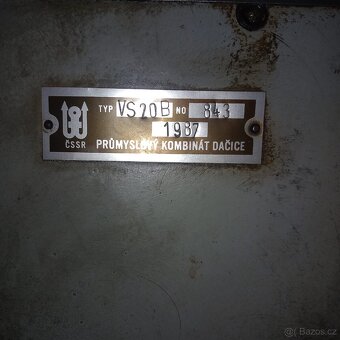 TYP VS20B NO 843
1987
ČSSR PRŮMYSLOVÝ KOMBINÁT DAČICE
© Bazos.cz